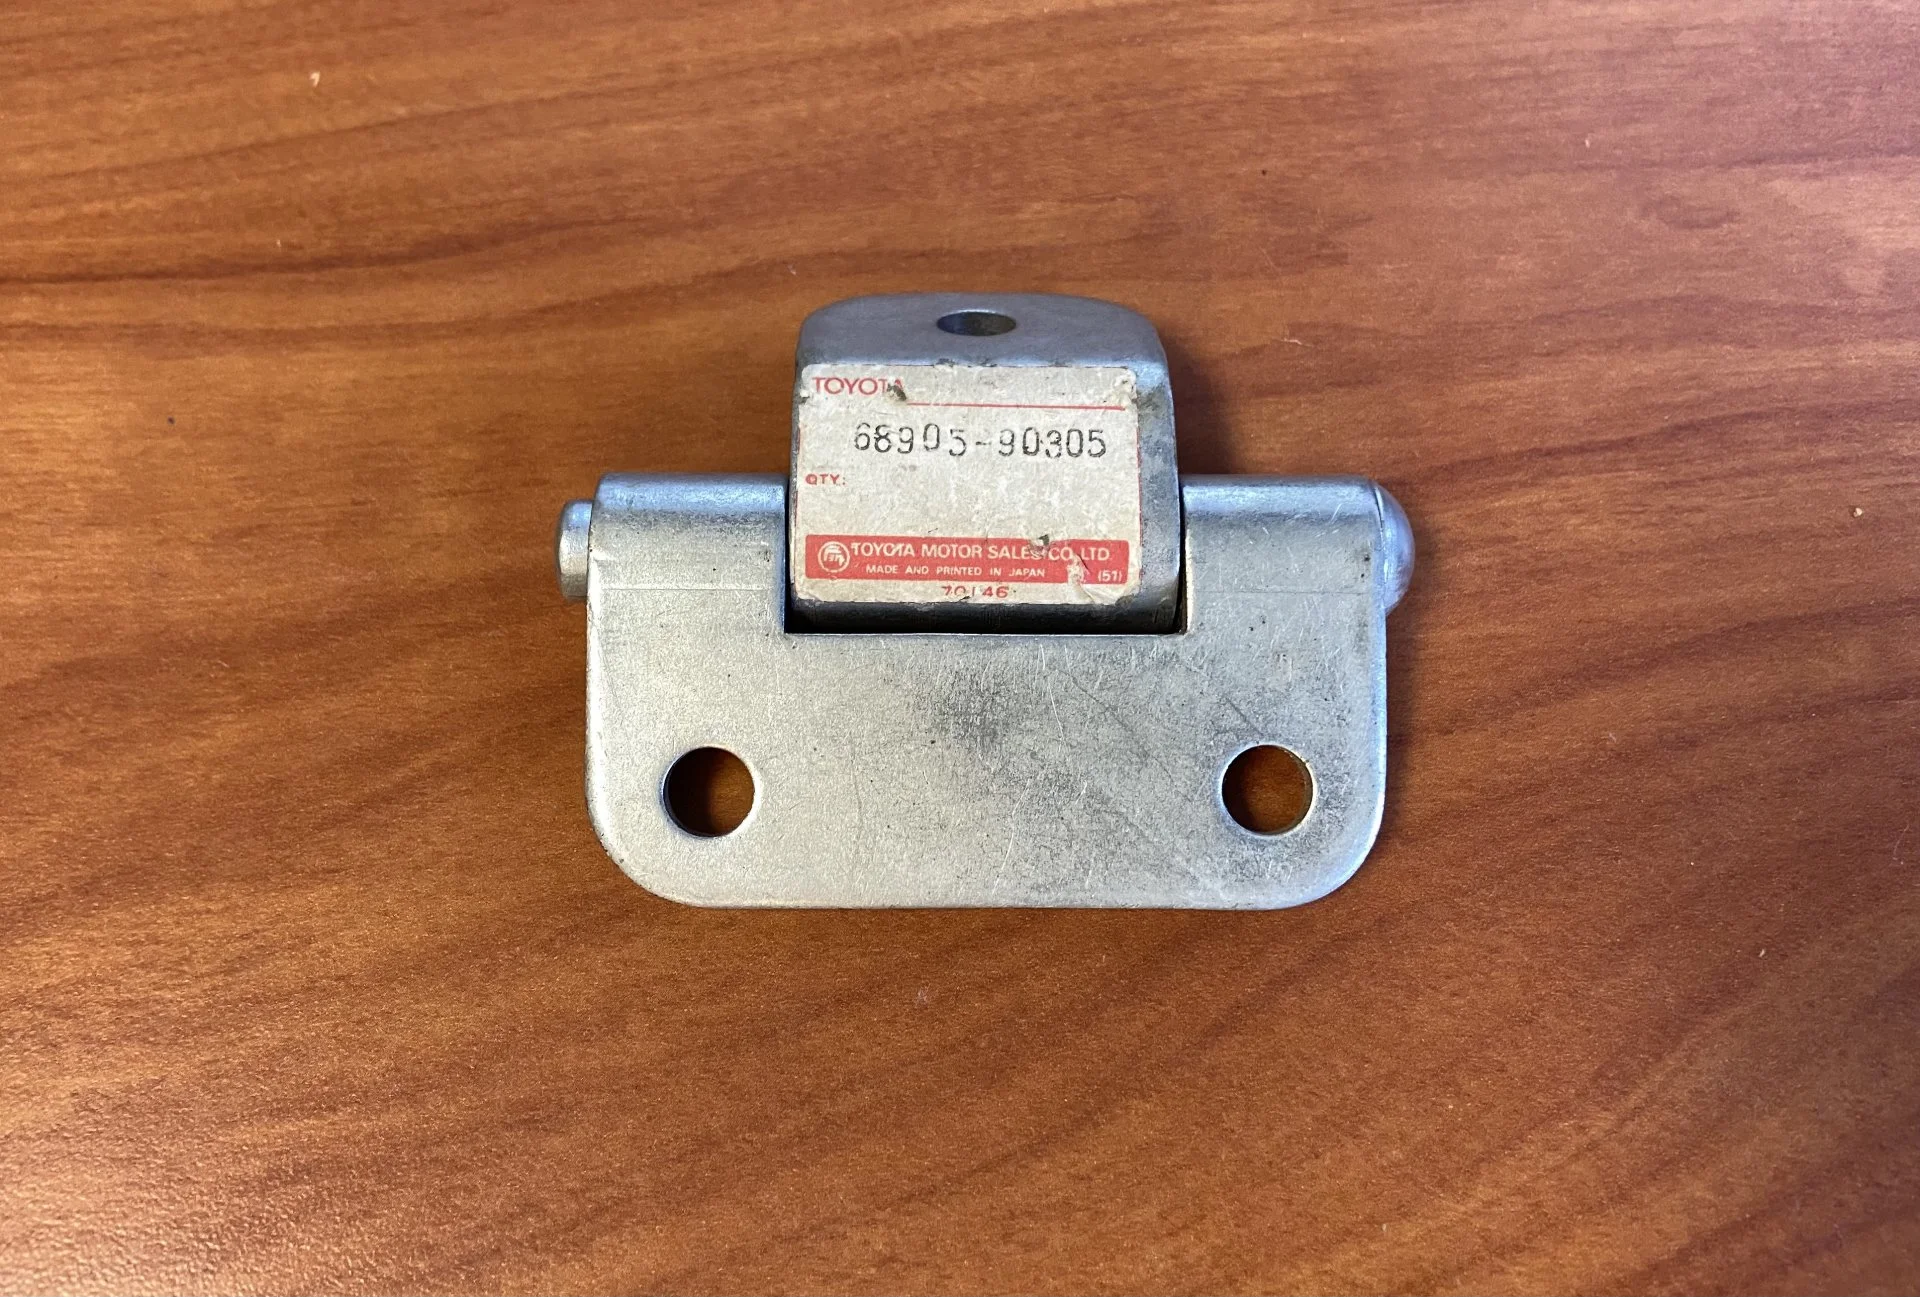 TOYOTA
68905-90305
QTY:
TOYOTA MOTOR SALES CO., LTD.
MADE AND PRINTED IN JAPAN (51)
70146